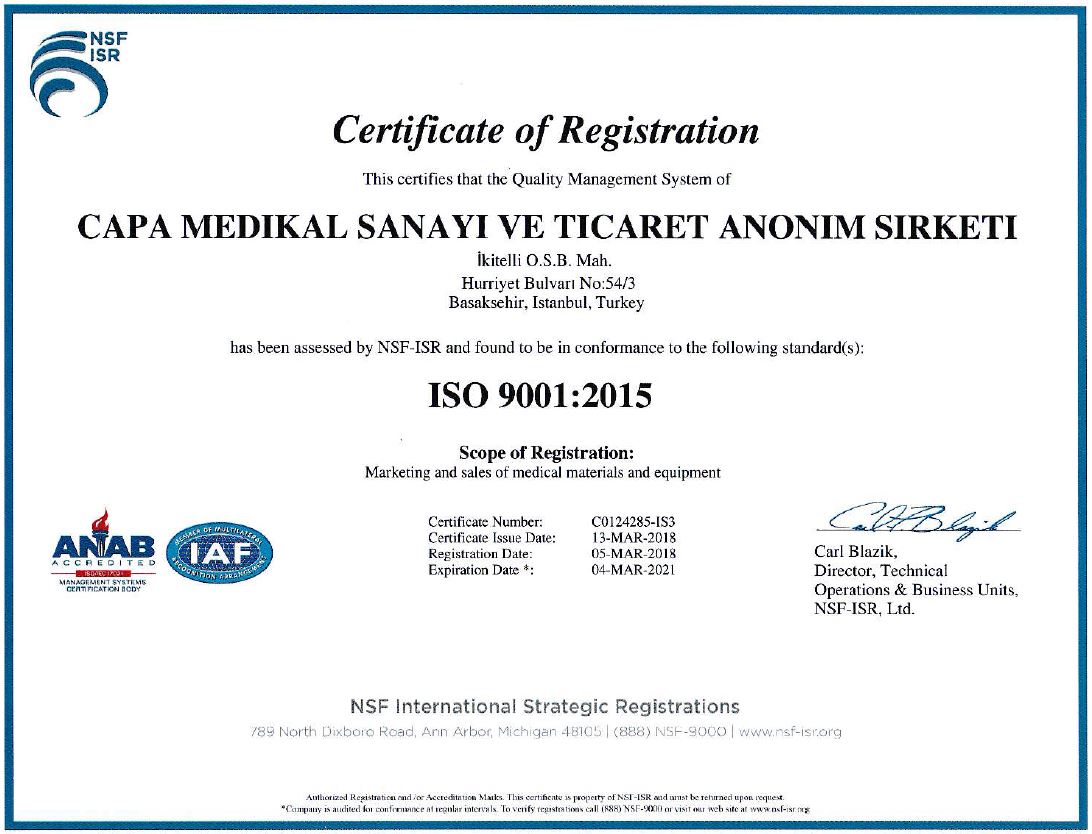 NSF
ISR
Certificate of Registration
This certifies that the Quality Management System of
CAPA MEDIKAL SANAYI VE TICARET ANONIM SIRKETI
İkitelli O.S.B. Mah.
Hurriyet Bulvarı No:54/3
Basaksehir, Istanbul, Turkey
has been assessed by NSF-ISR and found to be in conformance to the following standard(s):
ISO 9001:2015
Scope of Registration:
Marketing and sales of medical materials and equipment
Certificate Number: C0124285-IS3
Certificate Issue Date: 13-MAR-2018
Registration Date: 05-MAR-2018
Expiration Date *: 04-MAR-2021
ANAB
ACCREDITED
MANAGEMENT SYSTEMS
CERTIFICATION BODY
MEMBER OF MULTILATERAL
IAF
RECOGNITION ARRANGEMENT
Carl Blazik,
Director, Technical
Operations & Business Units,
NSF-ISR, Ltd.
NSF International Strategic Registrations
789 North Dixboro Road, Ann Arbor, Michigan 48105 | (888) NSF-9000 | www.nsf-isr.org
Authorized Registration and /or Accreditation Marks. This certificate is property of NSF-ISR and must be returned upon request.
*Company is audited for conformance at regular intervals. To verify registrations call (888) NSF-9000 or visit our web site at www.nsf-isr.org